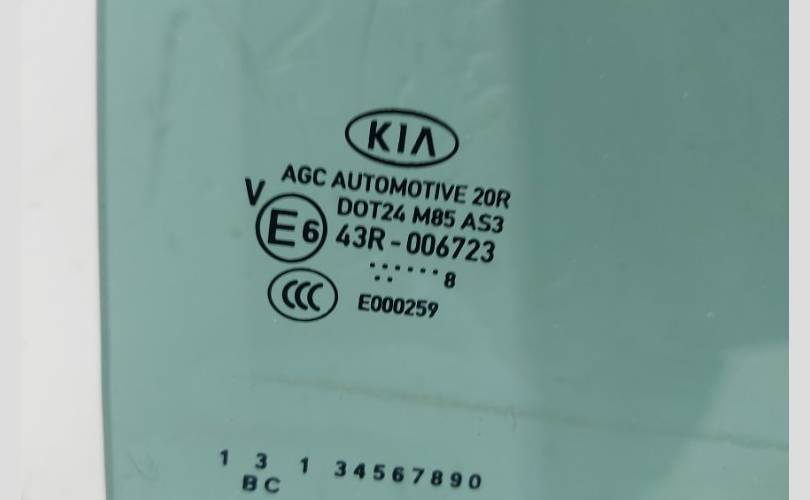 KIA
AGC AUTOMOTIVE 20R
V DOT24 M85 AS3
E6 43R-006723
8
CCC E000259
1 3 1 34567890
BC